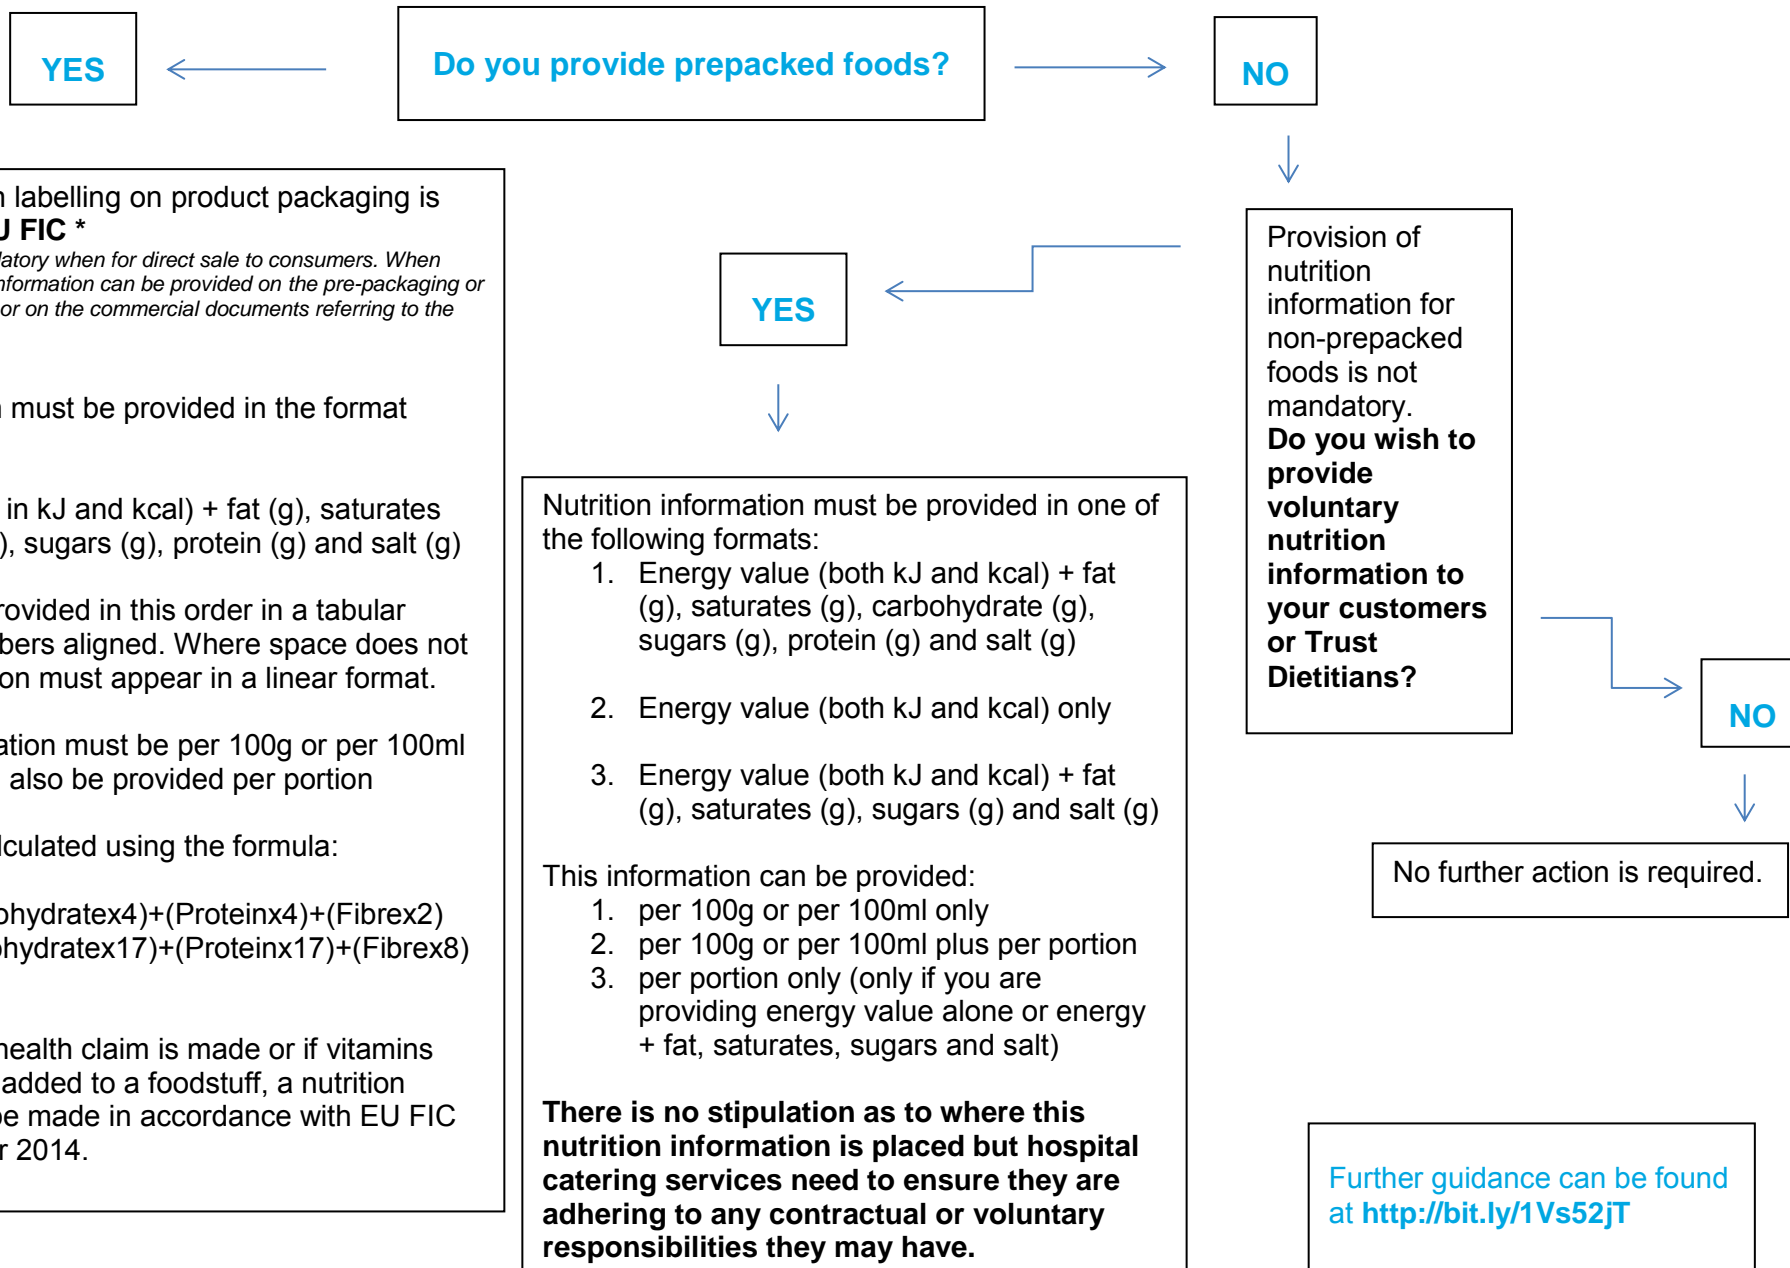 YES
Do you provide prepacked foods?
NO
labelling on product packaging is
FIC *
when for direct sale to consumers. When
information can be provided on the pre-packaging or
or on the commercial documents referring to the
must be provided in the format
in kJ and kcal) + fat (g), saturates
, sugars (g), protein (g) and salt (g)
provided in this order in a tabular
aligned. Where space does not
must appear in a linear format.
must be per 100g or per 100ml
also be provided per portion
using the formula:
x4)+(Proteinx4)+(Fibrex2)
x17)+(Proteinx17)+(Fibrex8)
health claim is made or if vitamins
added to a foodstuff, a nutrition
be made in accordance with EU FIC
2014.
YES
Nutrition information must be provided in one of
the following formats:
1. Energy value (both kJ and kcal) + fat
(g), saturates (g), carbohydrate (g),
sugars (g), protein (g) and salt (g)
2. Energy value (both kJ and kcal) only
3. Energy value (both kJ and kcal) + fat
(g), saturates (g), sugars (g) and salt (g)
This information can be provided:
1. per 100g or per 100ml only
2. per 100g or per 100ml plus per portion
3. per portion only (only if you are
providing energy value alone or energy
+ fat, saturates, sugars and salt)
There is no stipulation as to where this
nutrition information is placed but hospital
catering services need to ensure they are
adhering to any contractual or voluntary
responsibilities they may have.
Provision of
nutrition
information for
non-prepacked
foods is not
mandatory.
Do you wish to
provide
voluntary
nutrition
information to
your customers
or Trust
Dietitians?
NO
No further action is required.
Further guidance can be found
at http://bit.ly/1Vs52jT